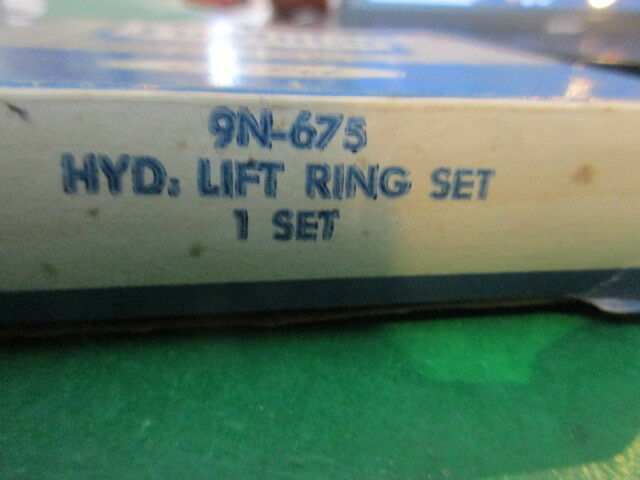 9N-675
HYD. LIFT RING SET
1 SET